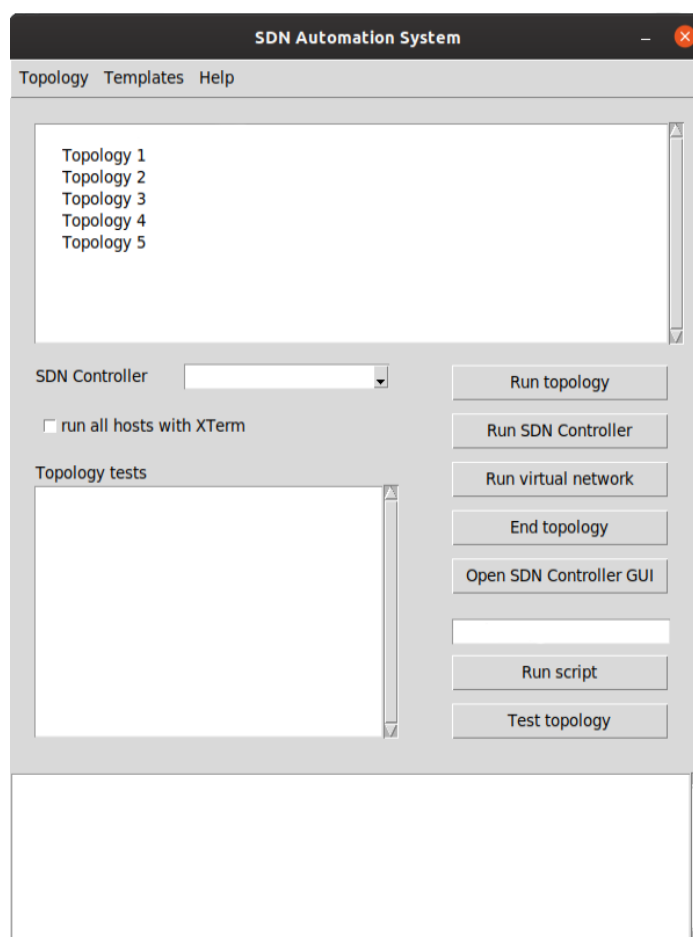 SDN Automation System
Topology Templates Help
Topology 1
Topology 2
Topology 3
Topology 4
Topology 5
SDN Controller
Run topology
run all hosts with XTerm
Run SDN Controller
Topology tests
Run virtual network
End topology
Open SDN Controller GUI
Run script
Test topology